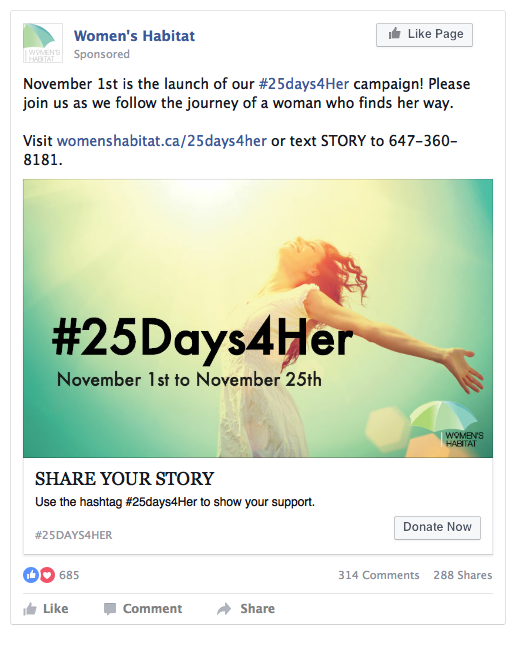 WOMEN'S
HABITAT
Women's Habitat
Sponsored
Like Page
November 1st is the launch of our #25days4Her campaign! Please
join us as we follow the journey of a woman who finds her way.
Visit womenshabitat.ca/25days4her or text STORY to 647-360-
8181.
#25Days4Her
November 1st to November 25th
WOMEN'S
HABITAT
SHARE YOUR STORY
Use the hashtag #25days4Her to show your support.
#25DAYS4HER
Donate Now
685
314 Comments 288 Shares
Like Comment Share